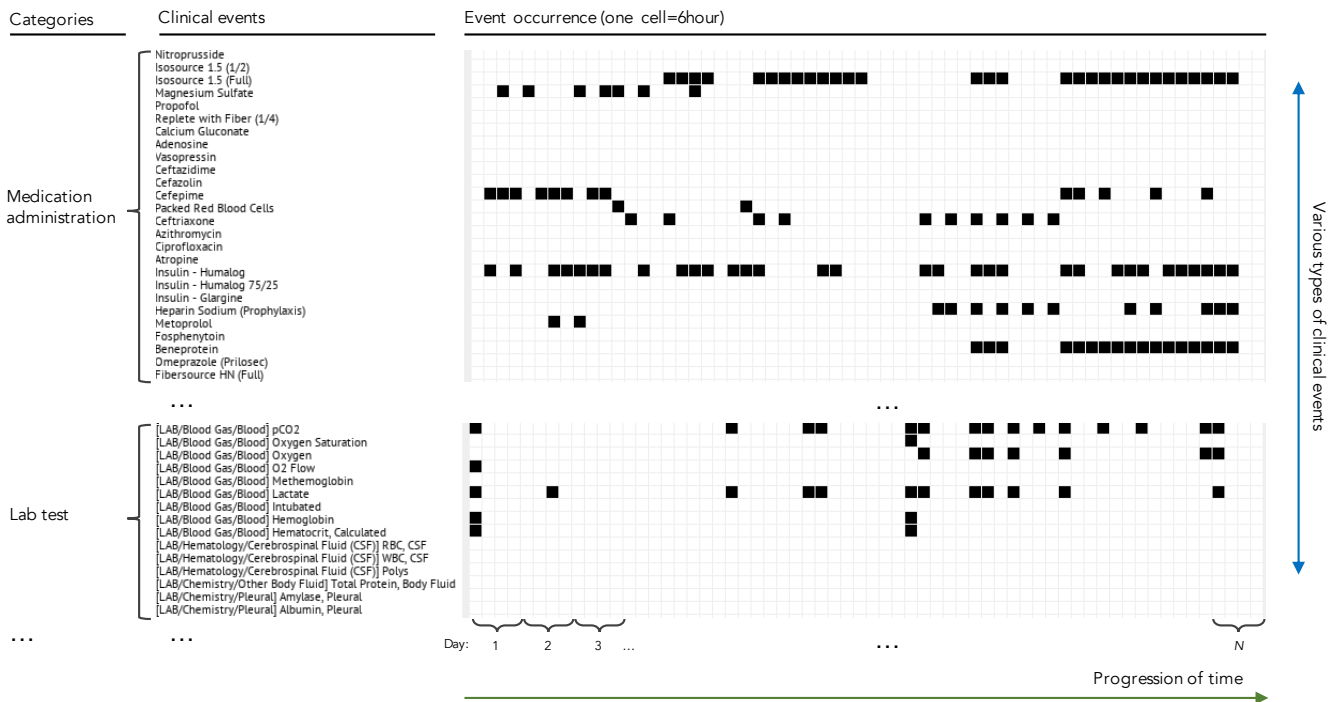 Categories
Clinical events
Event occurrence (one cell=6hour)
Nitroprusside
Isosource 1.5 (1/2)
Isosource 1.5 (Full)
Magnesium Sulfate
Propofol
Replete with Fiber (1/4)
Calcium Gluconate
Adenosine
Vasopressin
Ceftazidime
Cefazolin
Cefepime
Packed Red Blood Cells
Ceftriaxone
Azithromycin
Ciprofloxacin
Atropine
Insulin - Humalog
Insulin - Humalog 75/25
Insulin - Glargine
Heparin Sodium (Prophylaxis)
Metoprolol
Fosphenytoin
Beneprotein
Omeprazole (Prilosec)
Fibersource HN (Full)
Medication
administration
...
...
Various types of clinical events
[LAB/Blood Gas/Blood] pCO2
[LAB/Blood Gas/Blood] Oxygen Saturation
[LAB/Blood Gas/Blood] Oxygen
[LAB/Blood Gas/Blood] O2 Flow
[LAB/Blood Gas/Blood] Methemoglobin
[LAB/Blood Gas/Blood] Lactate
[LAB/Blood Gas/Blood] Intubated
[LAB/Blood Gas/Blood] Hemoglobin
[LAB/Blood Gas/Blood] Hematocrit, Calculated
[LAB/Hematology/Cerebrospinal Fluid (CSF)] RBC, CSF
[LAB/Hematology/Cerebrospinal Fluid (CSF)] WBC, CSF
[LAB/Hematology/Cerebrospinal Fluid (CSF)] Polys
[LAB/Chemistry/Other Body Fluid] Total Protein, Body Fluid
[LAB/Chemistry/Pleural] Amylase, Pleural
[LAB/Chemistry/Pleural] Albumin, Pleural
Lab test
...
...
Day: 1 2 3 ... ... N
Progression of time